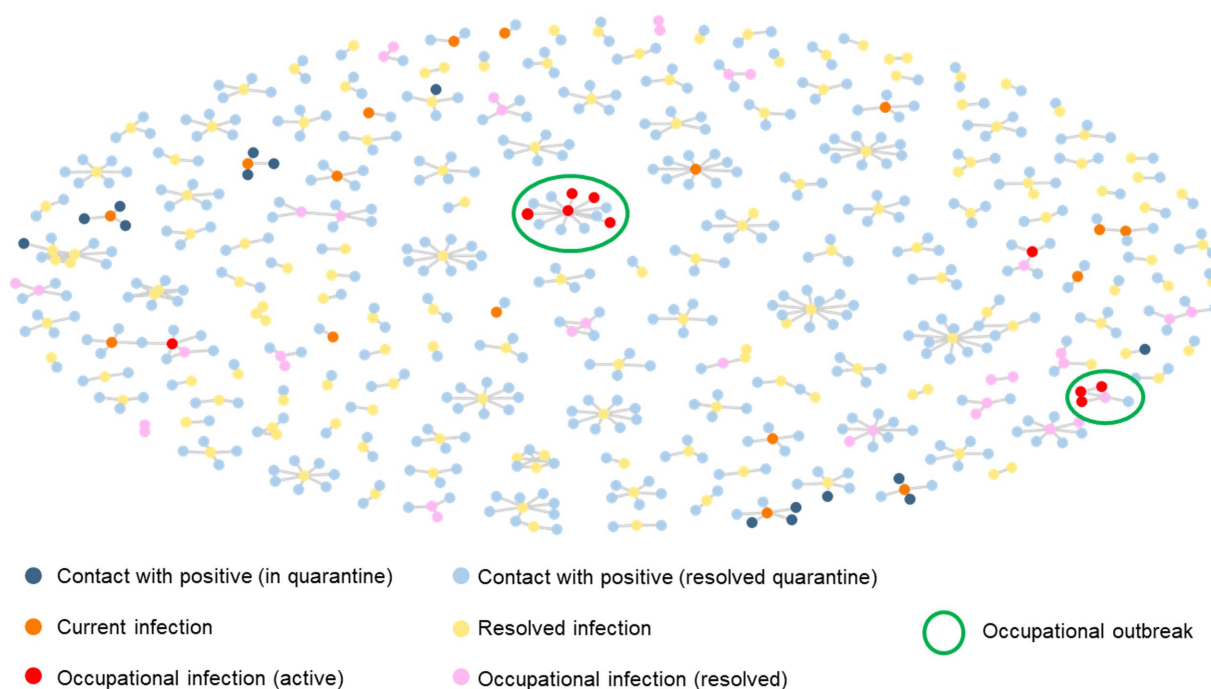 Contact with positive (in quarantine)
Contact with positive (resolved quarantine)
Current infection
Resolved infection
Occupational outbreak
Occupational infection (active)
Occupational infection (resolved)